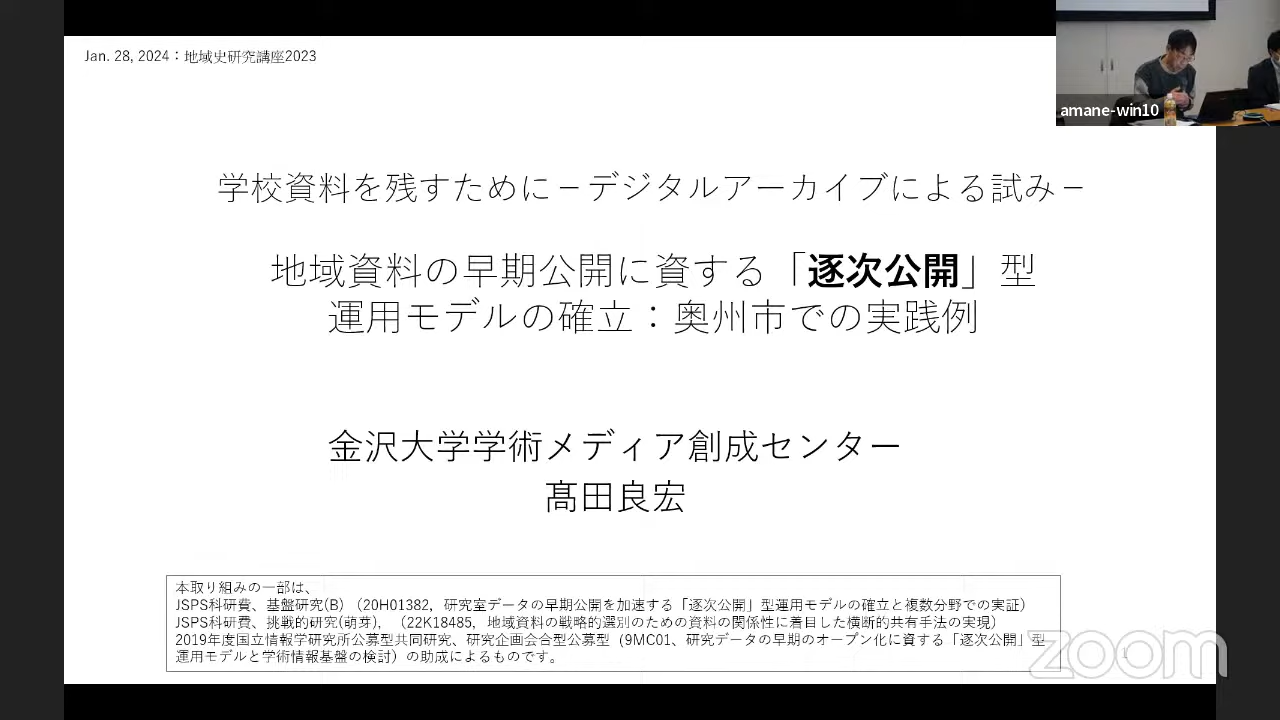 Jan. 28, 2024：地域史研究講座2023
amane-win10
学校資料を残すために－デジタルアーカイブによる試み－
地域資料の早期公開に資する「逐次公開」型
運用モデルの確立：奥州市での実践例
金沢大学学術メディア創成センター
髙田良宏
本取り組みの一部は、
JSPS科研費、基盤研究(B) （20H01382，研究室データの早期公開を加速する「逐次公開」型運用モデルの確立と複数分野での実証）
JSPS科研費、挑戦的研究(萌芽)，（22K18485，地域資料の戦略的選別のための資料の関係性に着目した横断的共有手法の実現）
2019年度国立情報学研究所公募型共同研究、研究企画会合型公募型（9MC01、研究データの早期のオープン化に資する「逐次公開」型
運用モデルと学術情報基盤の検討）の助成によるものです。
zoom
1